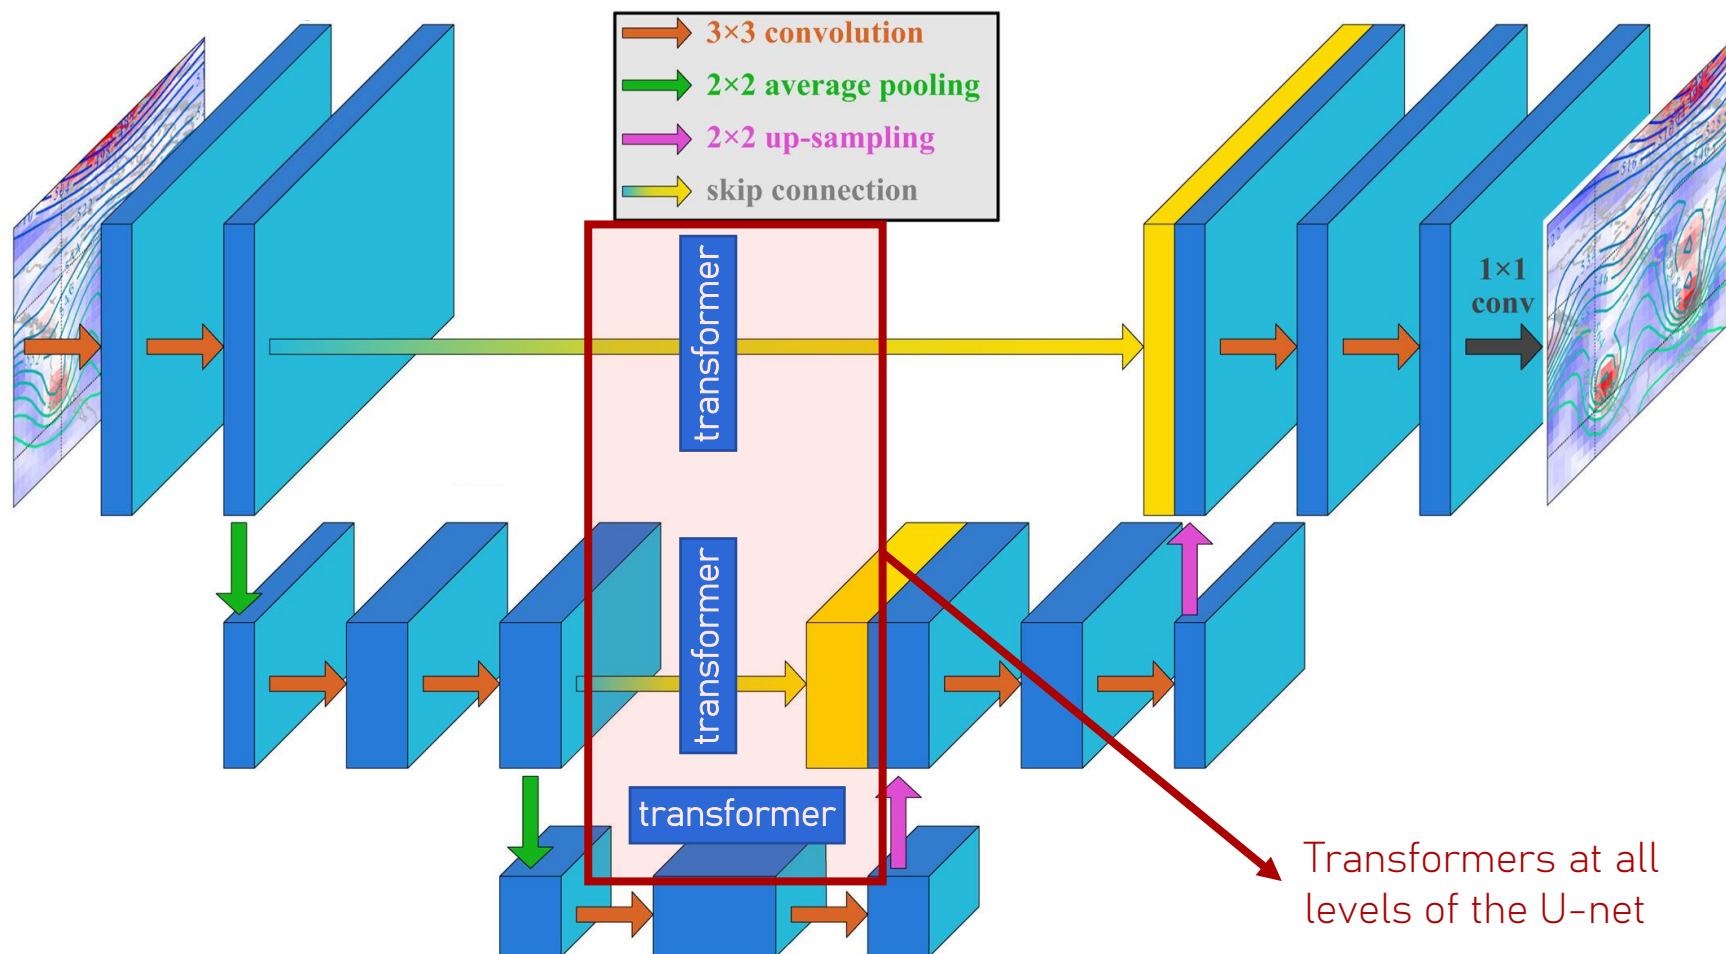 3×3 convolution
2×2 average pooling
2×2 up-sampling
skip connection
transformer
1×1
conv
transformer
transformer
Transformers at all
levels of the U-net